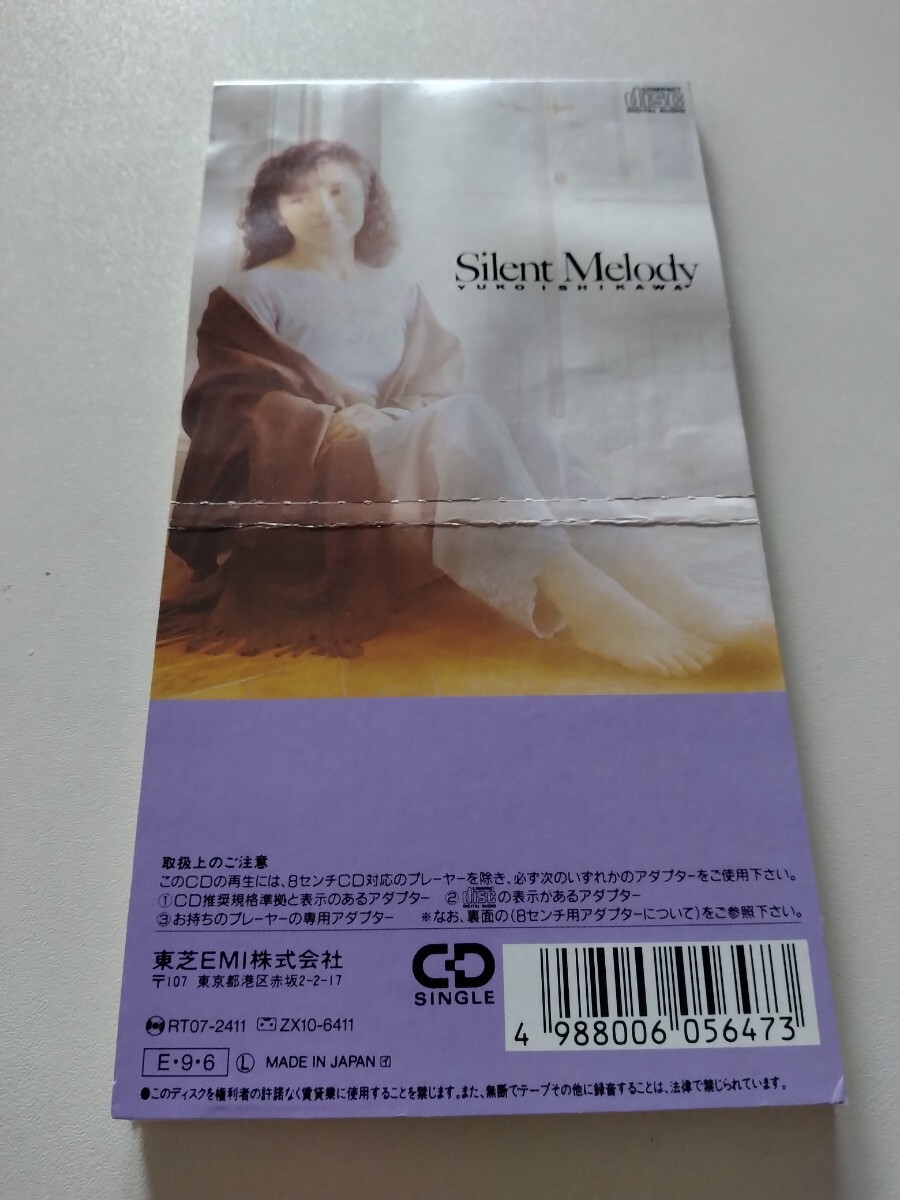 COMPACT
disc
DIGITAL AUDIO
Silent Melody
YUKO ISHIKAWA
取扱上のご注意
このCDの再生には、8センチCD対応のプレーヤーを除き、必ず次のいずれかのアダプターをご使用下さい。
①CD推奨規格準拠と表示のあるアダプター ②disc DIGITAL AUDIOの表示があるアダプター
③お持ちのプレーヤーの専用アダプター ※なお、裏面の(8センチ用アダプターについて)をご参照下さい。
東芝EMI株式会社
〒107 東京都港区赤坂2-2-17
CD
SINGLE
4 988006 056473
RT07-2411 ZX10-6411
E・9・6 Ⓛ MADE IN JAPAN イ
●このディスクを権利者の許諾なく賃貸業に使用することを禁じます。また、無断でテープその他に録音することは、法律で禁じられています。